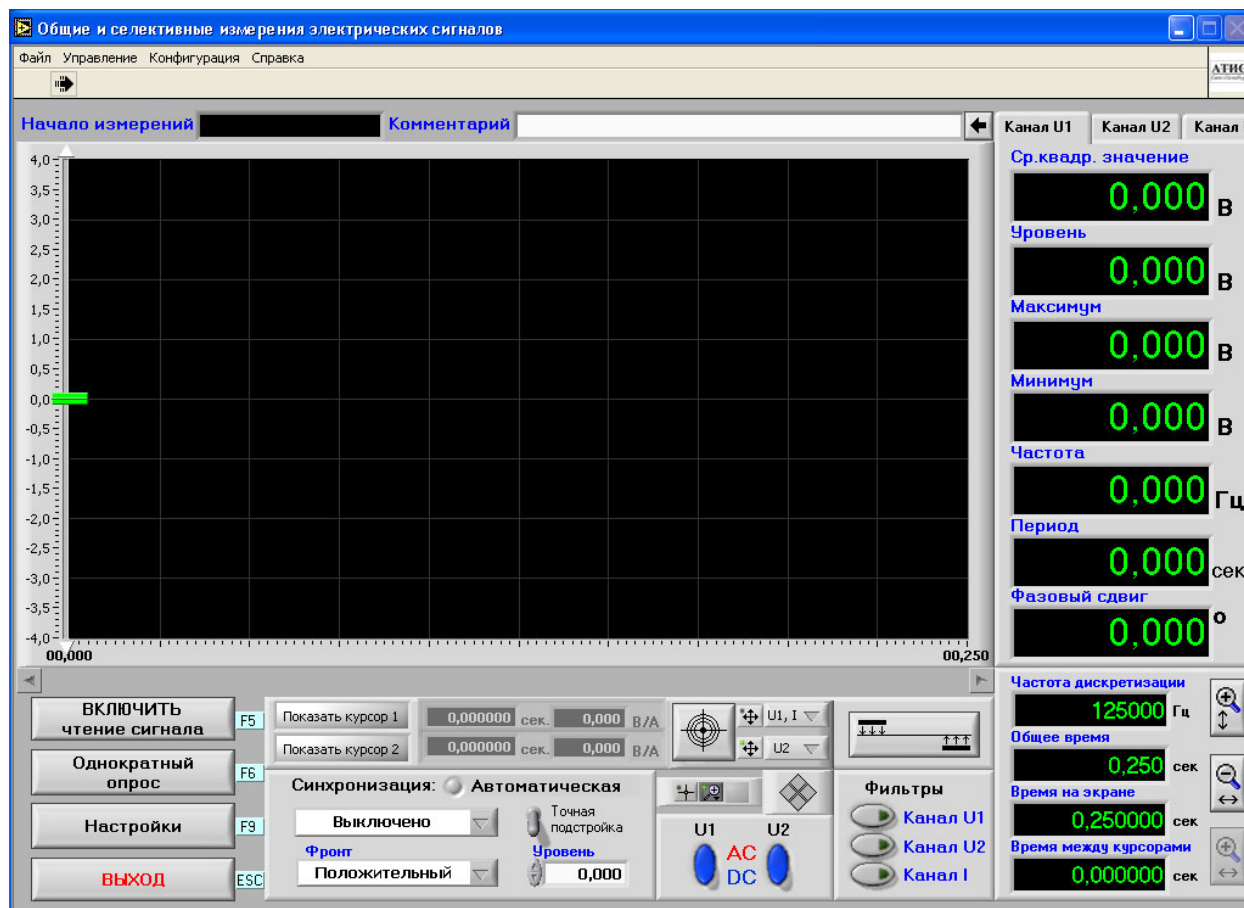 Общие и селективные измерения электрических сигналов
Файл Управление Конфигурация Справка
АТИС
Начало измерений Комментарий
Канал U1 Канал U2 Канал
Ср.квадр. значение
0,000 В
Уровень
0,000 В
Максимум
0,000 В
Минимум
0,000 В
Частота
0,000 Гц
Период
0,000 сек
Фазовый сдвиг
0,000 °
4,0
3,5
3,0
2,5
2,0
1,5
1,0
0,5
0,0
-0,5
-1,0
-1,5
-2,0
-2,5
-3,0
-3,5
-4,0
00,000 00,250
ВКЛЮЧИТЬ
чтение сигнала F5
Однократный
опрос F6
Настройки F9
ВЫХОД ESC
Показать курсор 1 0,000000 сек. 0,000 В/А
Показать курсор 2 0,000000 сек. 0,000 В/А
U1, I
U2
Синхронизация: Автоматическая
Выключено
Точная
подстройка
Фронт Уровень
Положительный 0,000
U1 U2
AC
DC
Фильтры
Канал U1
Канал U2
Канал I
Частота дискретизации
125000 Гц
Общее время
0,250 сек
Время на экране
0,250000 сек
Время между курсорами
0,000000 сек